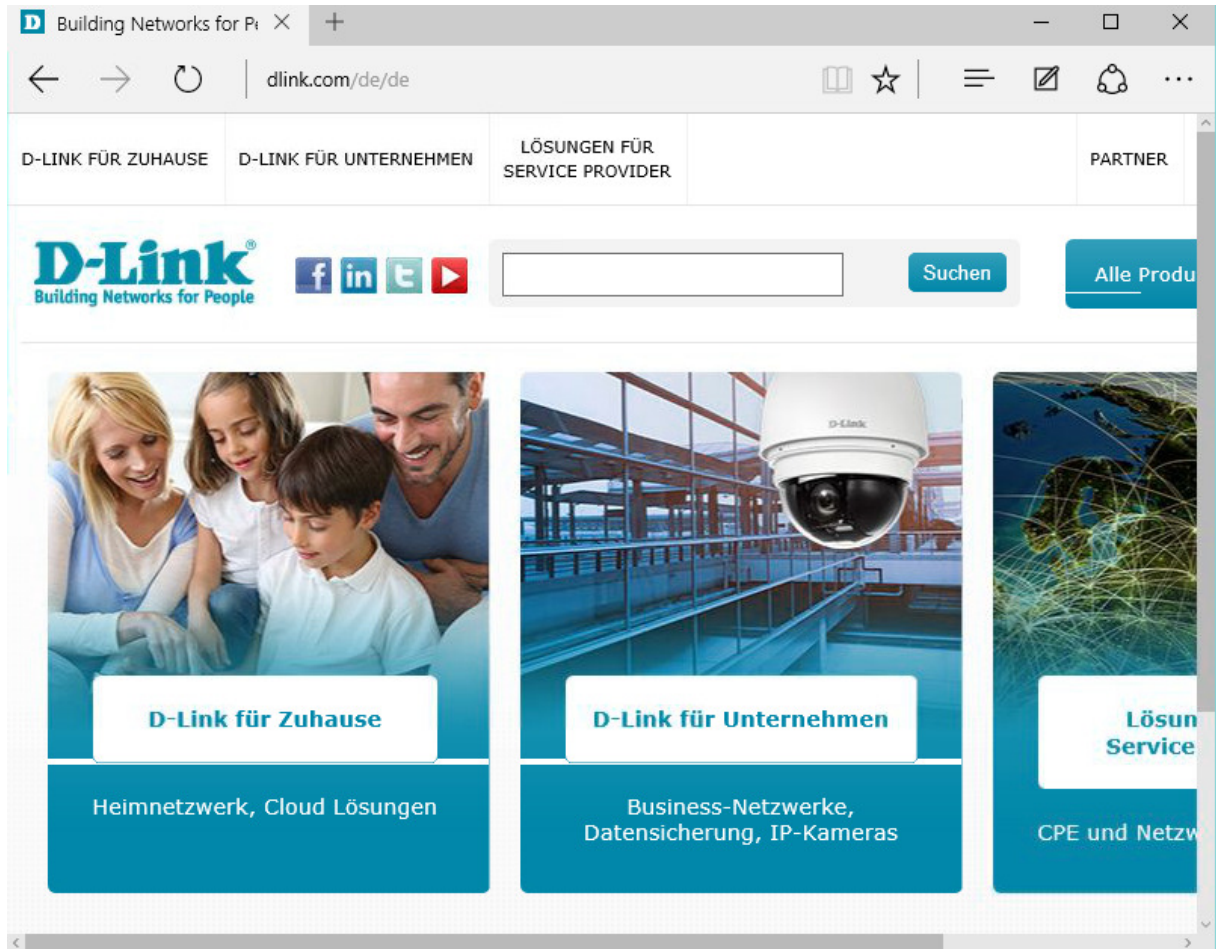 Building Networks for Pe
dlink.com/de/de
D-LINK FÜR ZUHAUSE
D-LINK FÜR UNTERNEHMEN
LÖSUNGEN FÜR
SERVICE PROVIDER
PARTNER
D-Link®
Building Networks for People
Suchen
Alle Produ
D-Link
D-Link für Zuhause
Heimnetzwerk, Cloud Lösungen
D-Link für Unternehmen
Business-Netzwerke,
Datensicherung, IP-Kameras
Lösun
Service
CPE und Netzw